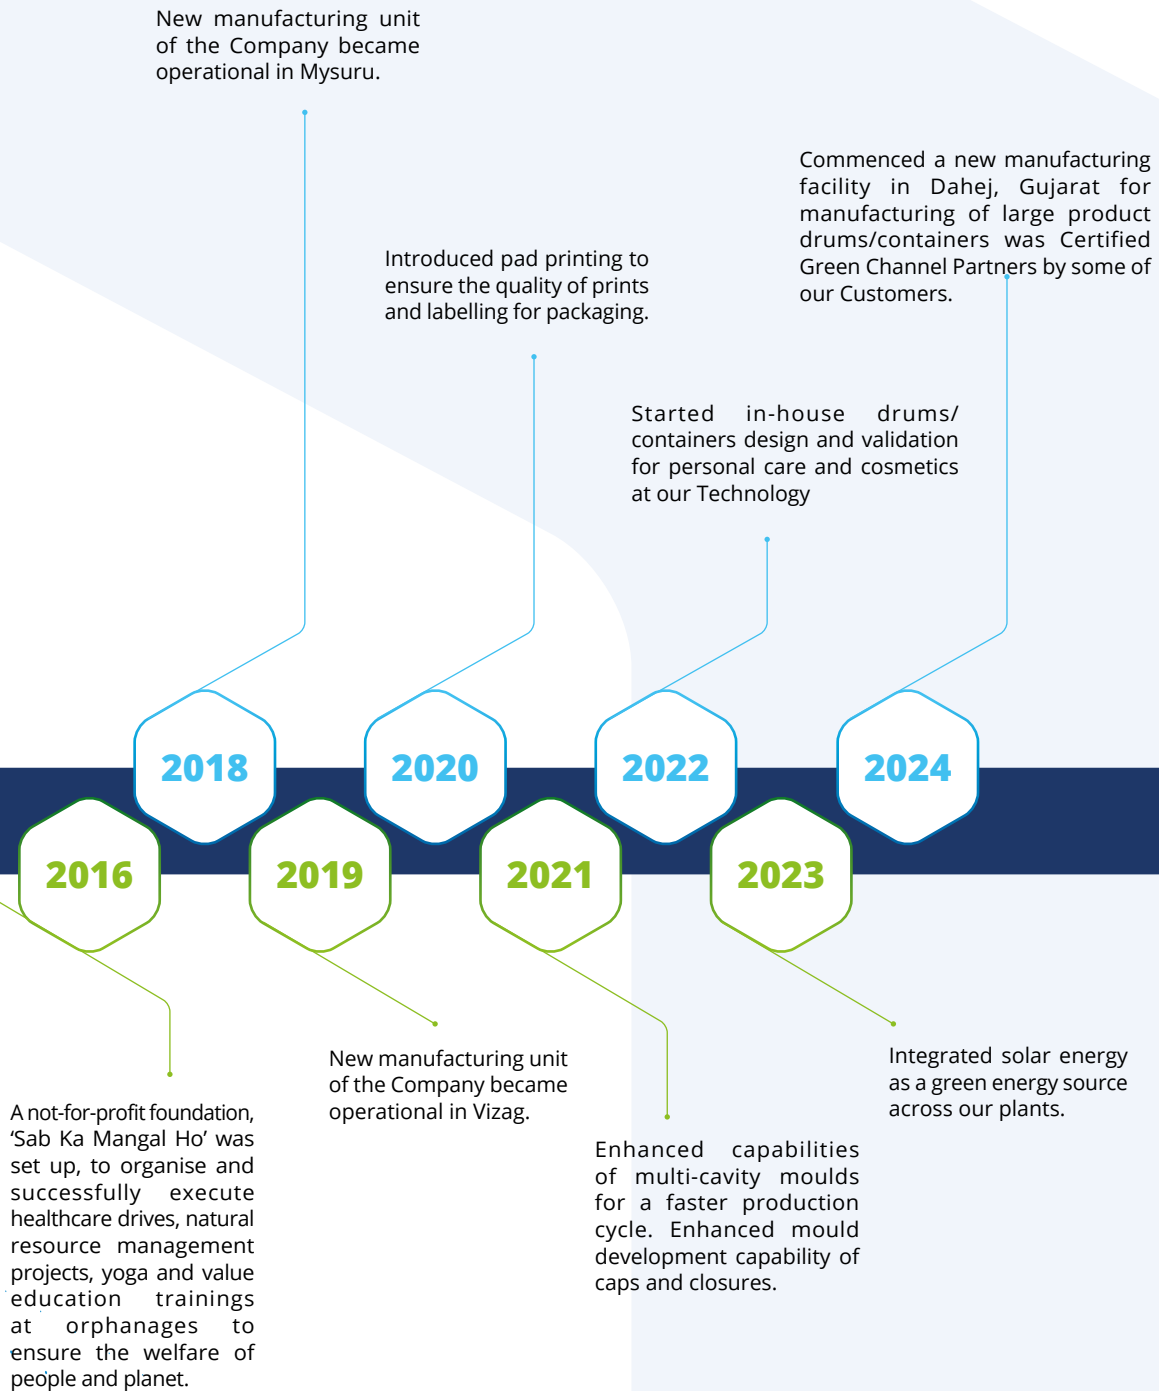 New manufacturing unit
of the Company became
operational in Mysuru.
Commenced a new manufacturing
facility in Dahej, Gujarat for
manufacturing of large product
drums/containers was Certified
Green Channel Partners by some of
our Customers.
Introduced pad printing to
ensure the quality of prints
and labelling for packaging.
Started in-house drums/
containers design and validation
for personal care and cosmetics
at our Technology
2018
2020
2022
2024
2016
2019
2021
2023
A not-for-profit foundation,
‘Sab Ka Mangal Ho’ was
set up, to organise and
successfully execute
healthcare drives, natural
resource management
projects, yoga and value
education trainings
at orphanages to
ensure the welfare of
people and planet.
New manufacturing unit
of the Company became
operational in Vizag.
Enhanced capabilities
of multi-cavity moulds
for a faster production
cycle. Enhanced mould
development capability of
caps and closures.
Integrated solar energy
as a green energy source
across our plants.